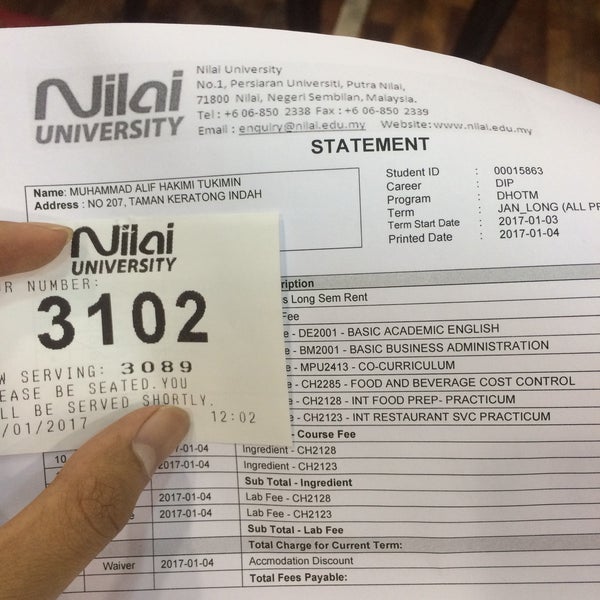 Nilai
UNIVERSITY
Nilai University
No.1, Persiaran Universiti, Putra Nilai,
71800 Nilai, Negeri Sembilan, Malaysia.
Tel : +6 06-850 2338 Fax : +6 06-850 2339
Email : enquiry@nilai.edu.my Website: www.nilai.edu.my
STATEMENT
Name: MUHAMMAD ALIF HAKIMI TUKIMIN
Address : NO 207, TAMAN KERATONG INDAH
Student ID : 00015863
Career : DIP
Program : DHOTM
Term : JAN_LONG (ALL PR
Term Start Date : 2017-01-03
Printed Date : 2017-01-04
Nilai
UNIVERSITY
R NUMBER:
3102
W SERVING: 3089
EASE BE SEATED.YOU
LL BE SERVED SHORTLY.
/01/2017 12:02
ription
s Long Sem Rent
Fee
e - DE2001 - BASIC ACADEMIC ENGLISH
e - BM2001 - BASIC BUSINESS ADMINISTRATION
e - MPU2413 - CO-CURRICULUM
e - CH2285 - FOOD AND BEVERAGE COST CONTROL
e - CH2128 - INT FOOD PREP- PRACTICUM
e - CH2123 - INT RESTAURANT SVC PRACTICUM
Course Fee
10 7-01-04 Ingredient - CH2128
2017-01-04 Ingredient - CH2123
Sub Total - Ingredient
2017-01-04 Lab Fee - CH2128
2017-01-04 Lab Fee - CH2123
Sub Total - Lab Fee
Total Charge for Current Term:
Waiver 2017-01-04 Accmodation Discount
Total Fees Payable: